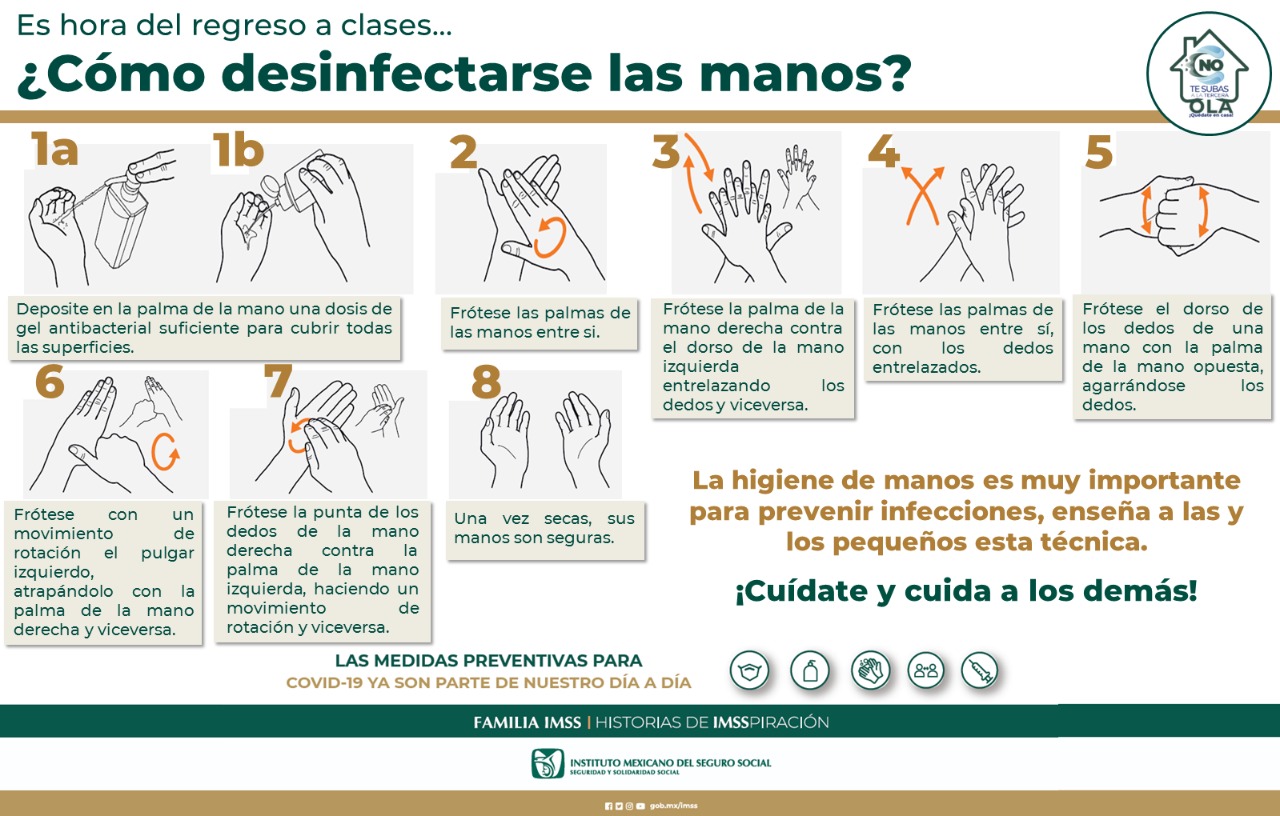 Es hora del regreso a clases...
¿Cómo desinfectarse las manos?
NO
TE SUBAS
A LA TERCERA
OLA
¡Quédate en casa!
1a
1b
Deposite en la palma de la mano una dosis de
gel antibacterial suficiente para cubrir todas
las superficies.
2
Frótese las palmas de
las manos entre si.
3
Frótese la palma de la
mano derecha contra
el dorso de la mano
izquierda
entrelazando los
dedos y viceversa.
4
Frótese las palmas de
las manos entre sí,
con los dedos
entrelazados.
5
Frótese el dorso de
los dedos de una
mano con la palma
de la mano opuesta,
agarrándose los
dedos.
6
Frótese con un
movimiento de
rotación el pulgar
izquierdo,
atrapándolo con la
palma de la mano
derecha y viceversa.
7
Frótese la punta de los
dedos de la mano
derecha contra la
palma de la mano
izquierda, haciendo un
movimiento de
rotación y viceversa.
8
Una vez secas, sus
manos son seguras.
La higiene de manos es muy importante
para prevenir infecciones, enseña a las y
los pequeños esta técnica.
¡Cuídate y cuida a los demás!
LAS MEDIDAS PREVENTIVAS PARA
COVID-19 YA SON PARTE DE NUESTRO DÍA A DÍA
FAMILIA IMSS | HISTORIAS DE IMSSPIRACIÓN
INSTITUTO MEXICANO DEL SEGURO SOCIAL
SEGURIDAD Y SOLIDARIDAD SOCIAL
gob.mx/imss